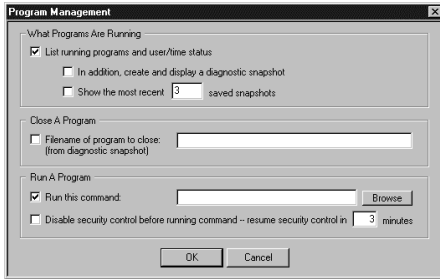 Program Management
What Programs Are Running
List running programs and user/time status
In addition, create and display a diagnostic snapshot
Show the most recent 3 saved snapshots
Close A Program
Filename of program to close:
(from diagnostic snapshot)
Run A Program
Run this command: Browse
Disable security control before running command -- resume security control in 3 minutes
OK Cancel